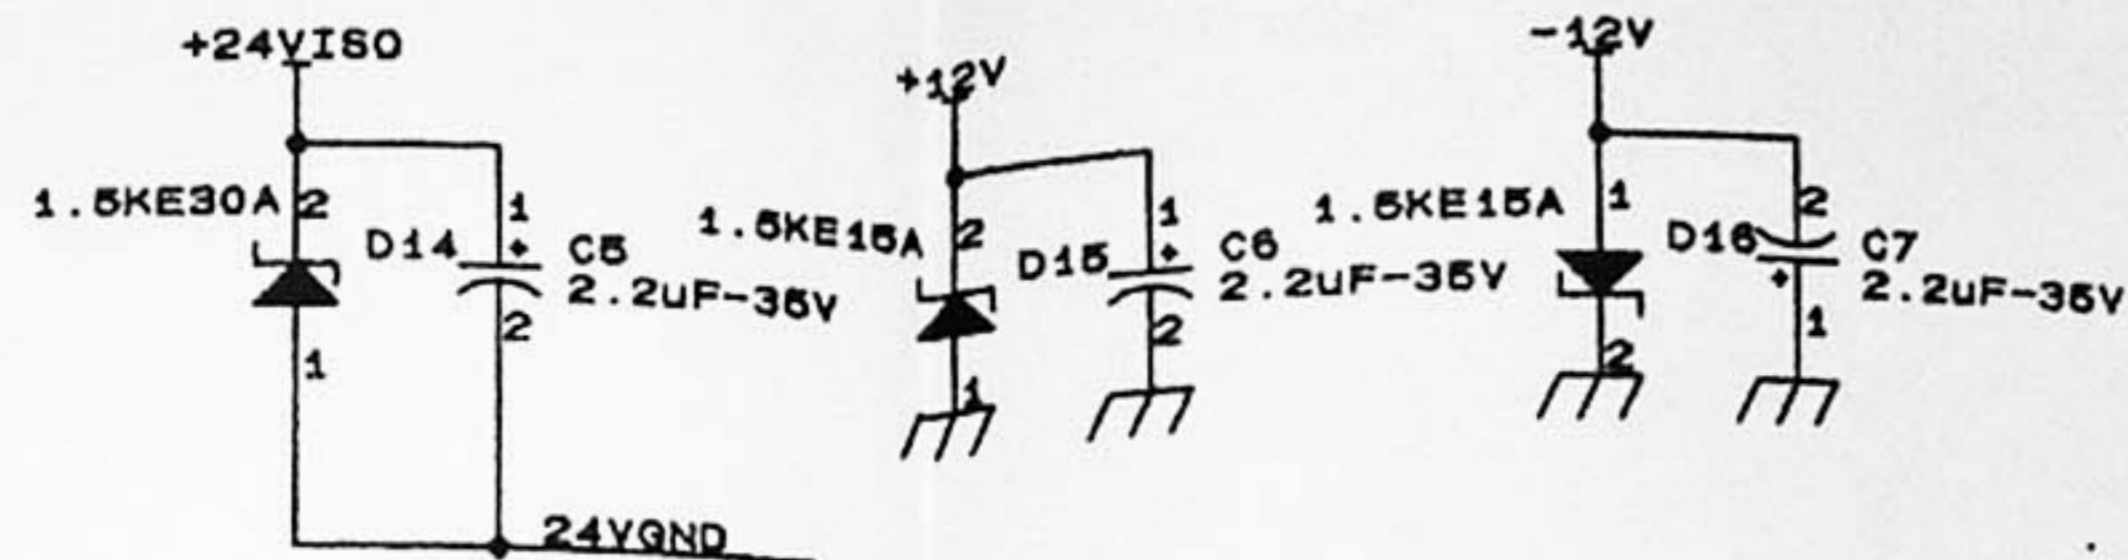 +24VISO
+12V
-12V
1.5KE30A
2
D14
1
+
C5
2.2uF-35V
2
1
1.5KE15A
2
D15
1
+
C6
2.2uF-35V
2
1
1.5KE15A
1
D16
2
C7
2.2uF-35V
+
1
2
24VGND